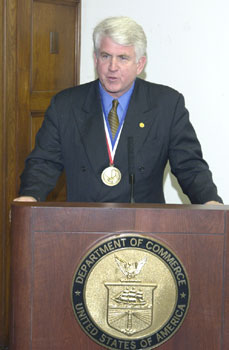 DEPARTMENT OF COMMERCE
UNITED STATES OF AMERICA